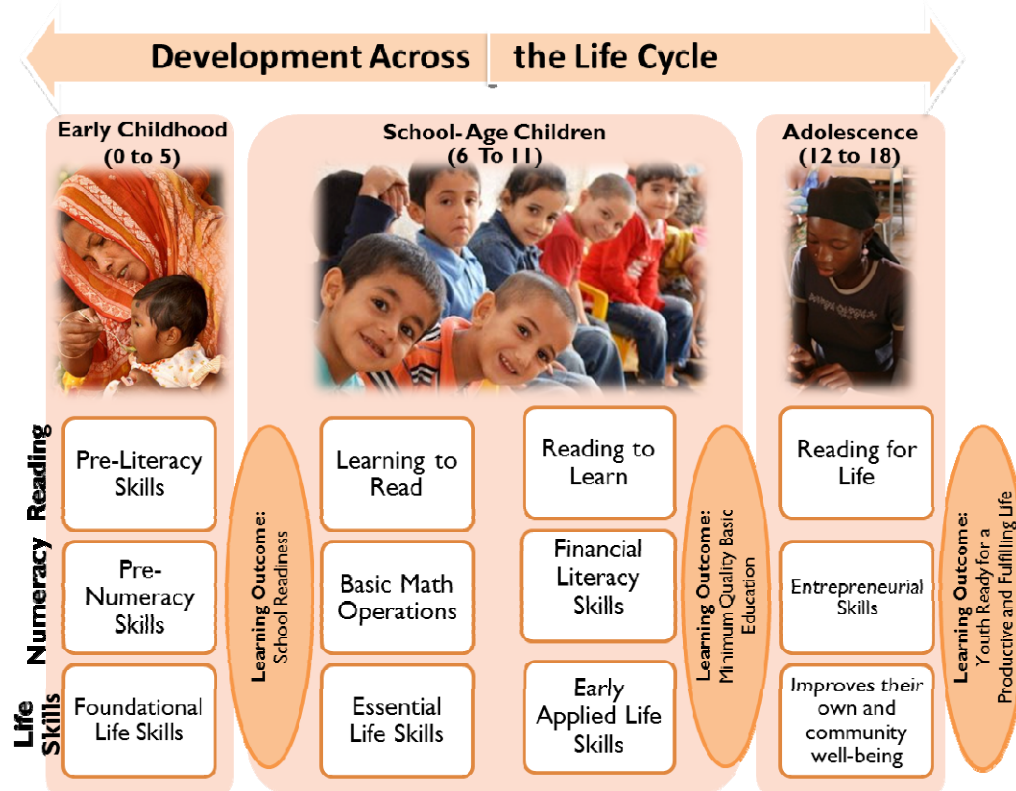 Development Across the Life Cycle
Early Childhood
(0 to 5)
School-Age Children
(6 To 11)
Adolescence
(12 to 18)
Reading
Pre-Literacy
Skills
Learning to
Read
Reading to
Learn
Reading for
Life
Numeracy
Pre-
Numeracy
Skills
Basic Math
Operations
Financial
Literacy
Skills
Entrepreneurial
Skills
Life
Skills
Foundational
Life Skills
Essential
Life Skills
Early
Applied Life
Skills
Improves their
own and
community
well-being
Learning Outcome:
School Readiness
Learning Outcome:
Minimum Quality Basic
Education
Learning Outcome:
Youth Ready for a
Productive and Fulfilling Life